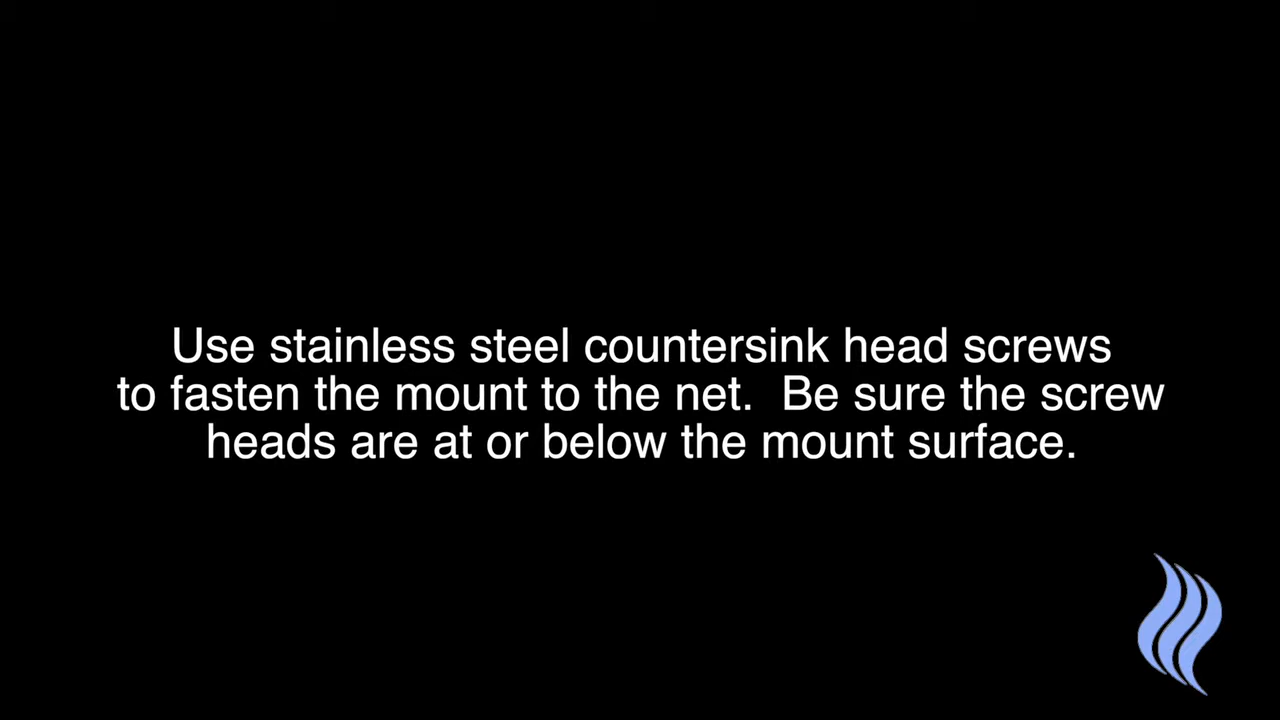 Use stainless steel countersink head screws
to fasten the mount to the net.  Be sure the screw
heads are at or below the mount surface.